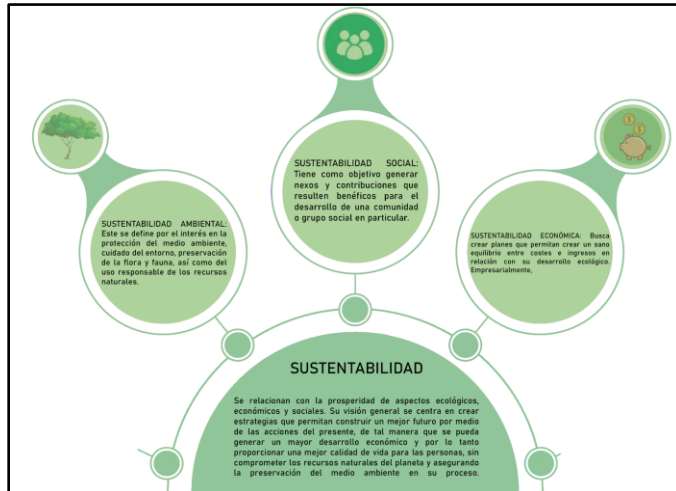 SUSTENTABILIDAD SOCIAL:
Tiene como objetivo generar
nexos y contribuciones que
resulten benéficos para el
desarrollo de una comunidad
o grupo social en particular.
SUSTENTABILIDAD AMBIENTAL:
Este se define por el interés en la
protección del medio ambiente,
cuidado del entorno, preservación
de la flora y fauna, así como del
uso responsable de los recursos
naturales.
SUSTENTABILIDAD ECONÓMICA: Busca
crear planes que permitan crear un sano
equilibrio entre costes e ingresos en
relación con su desarrollo ecológico.
Empresarialmente,
SUSTENTABILIDAD
Se relacionan con la prosperidad de aspectos ecológicos,
económicos y sociales. Su visión general se centra en crear
estrategias que permitan construir un mejor futuro por medio
de las acciones del presente, de tal manera que se pueda
generar un mayor desarrollo económico y por lo tanto
proporcionar una mejor calidad de vida para las personas, sin
comprometer los recursos naturales del planeta y asegurando
la preservación del medio ambiente en su proceso.